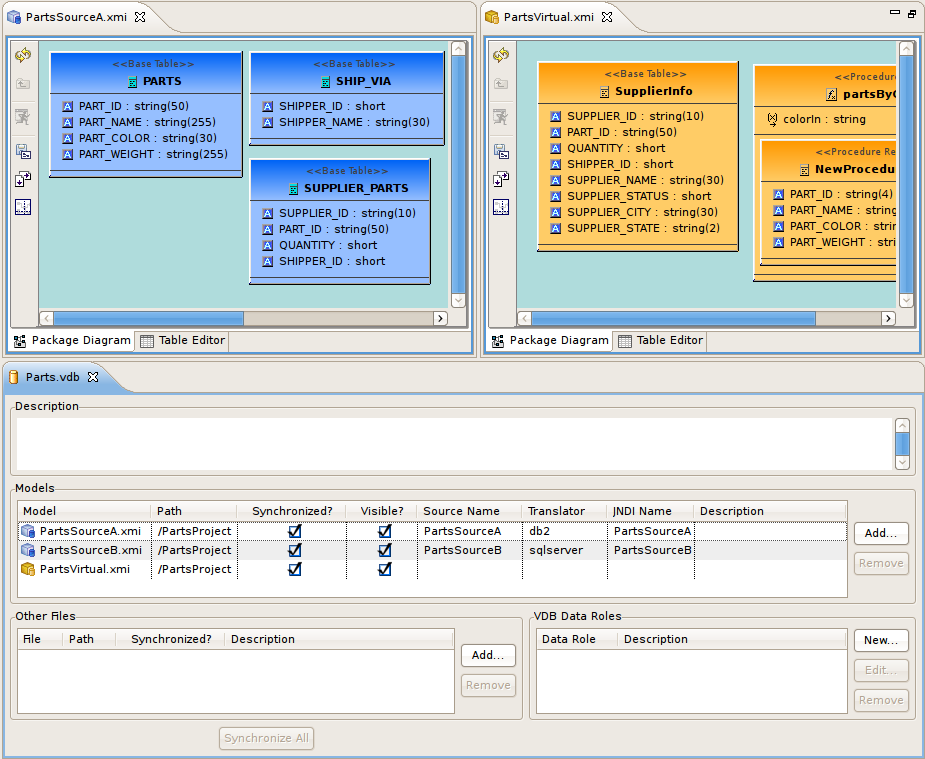 PartsSourceA.xmi
<<Base Table>>
PARTS
PART_ID : string(50)
PART_NAME : string(255)
PART_COLOR : string(30)
PART_WEIGHT : string(255)
<<Base Table>>
SHIP_VIA
SHIPPER_ID : short
SHIPPER_NAME : string(30)
<<Base Table>>
SUPPLIER_PARTS
SUPPLIER_ID : string(10)
PART_ID : string(50)
QUANTITY : short
SHIPPER_ID : short
Package Diagram Table Editor
PartsVirtual.xmi
<<Base Table>>
SupplierInfo
SUPPLIER_ID : string(10)
PART_ID : string(50)
QUANTITY : short
SHIPPER_ID : short
SUPPLIER_NAME : string(30)
SUPPLIER_STATUS : short
SUPPLIER_CITY : string(30)
SUPPLIER_STATE : string(2)
<<Procedur
partsBy
colorIn : string
<<Procedure Re
NewProcedu
PART_ID : string(4)
PART_NAME : string
PART_COLOR : strin
PART_WEIGHT : stri
Package Diagram Table Editor
Parts.vdb
Description
Models
Model Path Synchronized? Visible? Source Name Translator JNDI Name Description
PartsSourceA.xmi /PartsProject PartsSourceA db2 PartsSourceA
PartsSourceB.xmi /PartsProject PartsSourceB sqlserver PartsSourceB
PartsVirtual.xmi /PartsProject
Add...
Remove
Other Files
File Path Synchronized? Description
Add...
Remove
VDB Data Roles
Data Role Description
New...
Edit...
Remove
Synchronize All